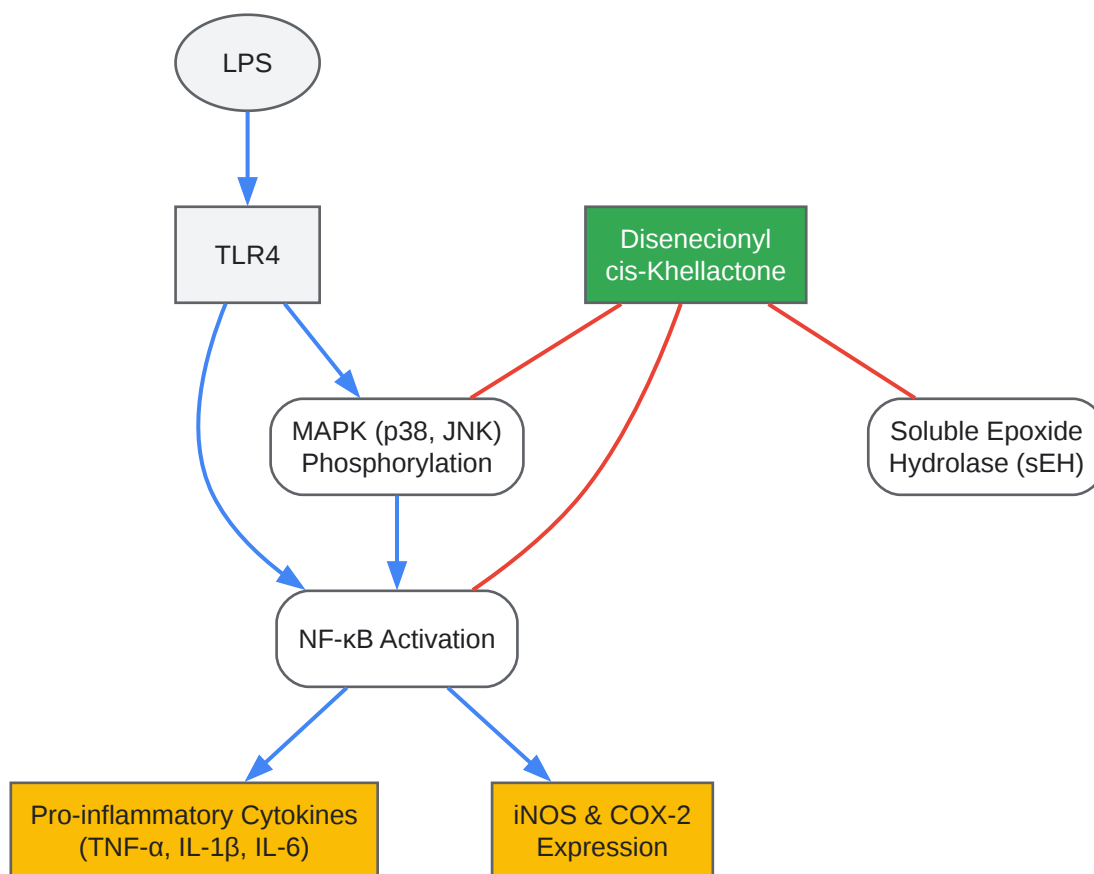 LPS
TLR4
Disenecionyl
cis-Khellactone
MAPK (p38, JNK)
Phosphorylation
Soluble Epoxide
Hydrolase (sEH)
NF-κB Activation
Pro-inflammatory Cytokines
(TNF-α, IL-1β, IL-6)
iNOS & COX-2
Expression